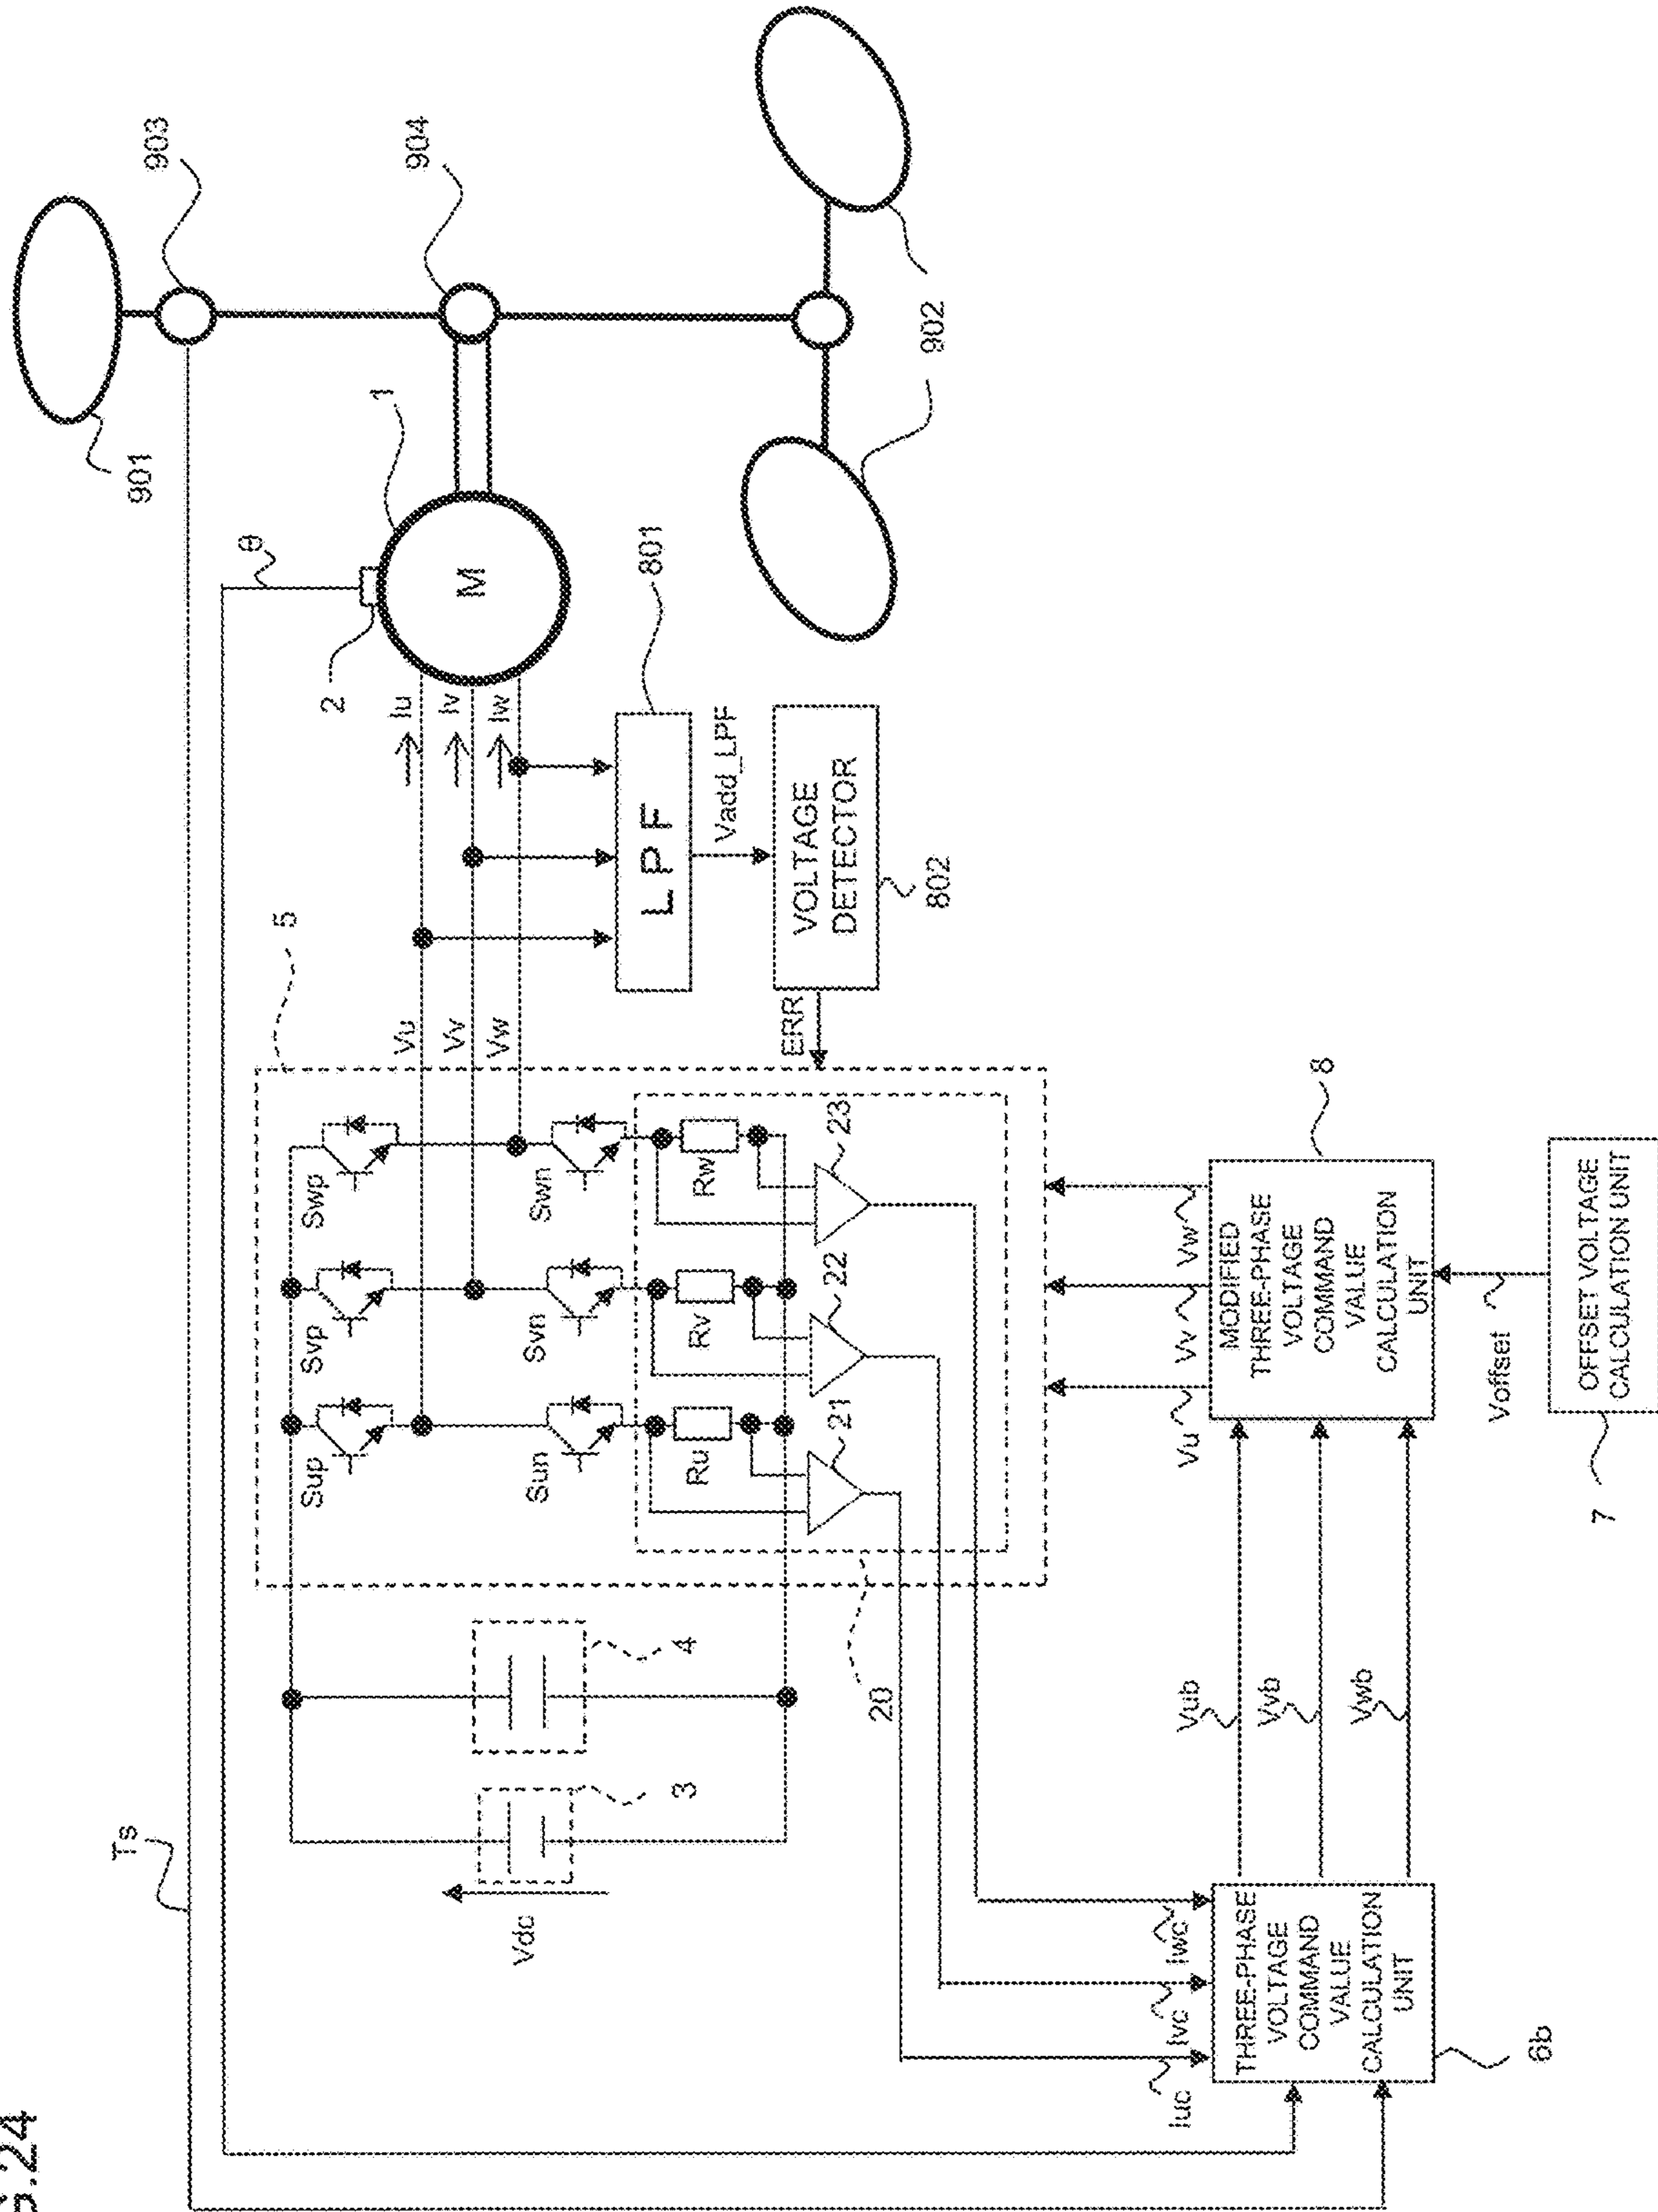 G.24
Ts
901
903
904
902
902
1
θ
2
M
Iu
Iv
Iw
801
LPF
Vadd_LPF
VOLTAGE
DETECTOR
802
ERR
5
Vu
Vv
Vw
Sup
Svp
Swp
Sun
Svn
Swn
Ru
Rv
Rw
21
22
23
20
4
3
Vdc
Iuc
Ivc
Iwc
THREE-PHASE
VOLTAGE
COMMAND
VALUE
CALCULATION
UNIT
6b
Vub
Vvb
Vwb
Vu
Vv
Vw
MODIFIED
THREE-PHASE
VOLTAGE
COMMAND
VALUE
CALCULATION
UNIT
8
Voffset
OFFSET VOLTAGE
CALCULATION UNIT
7